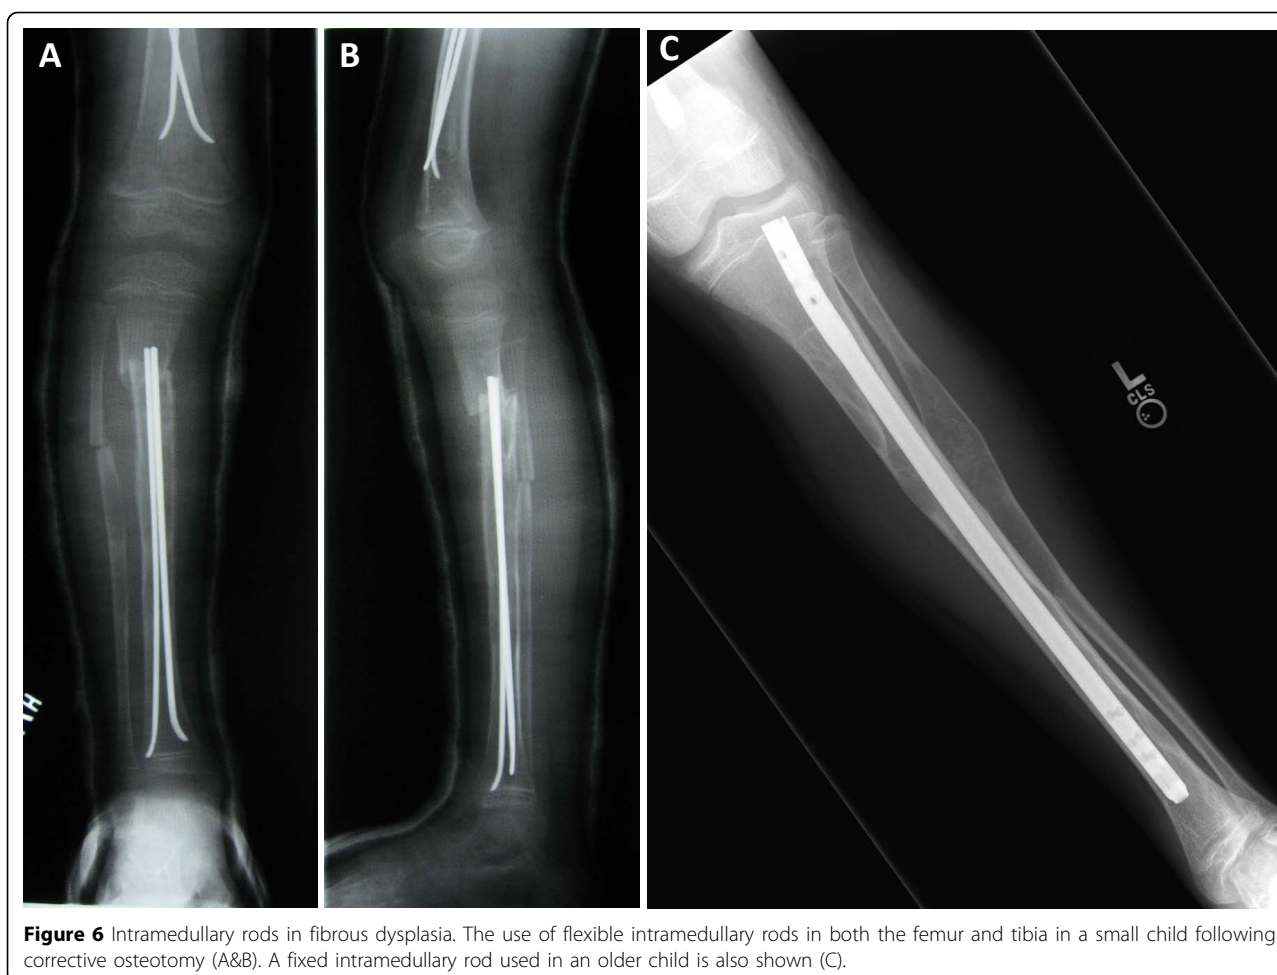 A
B
C
L
CLS
Figure 6 Intramedullary rods in fibrous dysplasia. The use of flexible intramedullary rods in both the femur and tibia in a small child following
corrective osteotomy (A&B). A fixed intramedullary rod used in an older child is also shown (C).